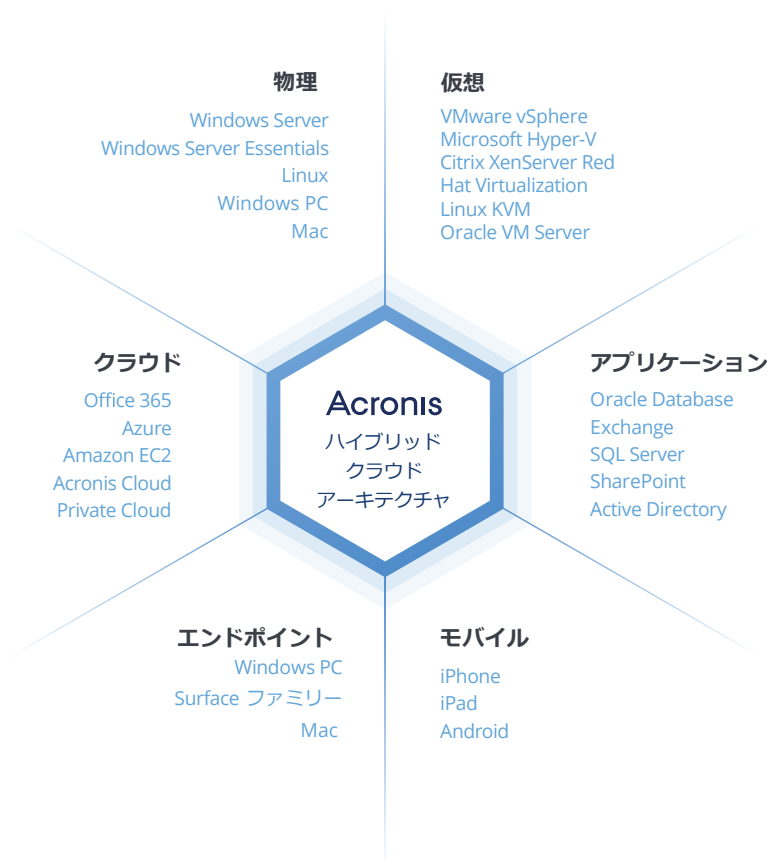 物理
Windows Server
Windows Server Essentials
Linux
Windows PC
Mac
仮想
VMware vSphere
Microsoft Hyper-V
Citrix XenServer Red
Hat Virtualization
Linux KVM
Oracle VM Server
クラウド
Office 365
Azure
Amazon EC2
Acronis Cloud
Private Cloud
Acronis
ハイブリッド
クラウド
アーキテクチャ
アプリケーション
Oracle Database
Exchange
SQL Server
SharePoint
Active Directory
エンドポイント
Windows PC
Surface ファミリー
Mac
モバイル
iPhone
iPad
Android